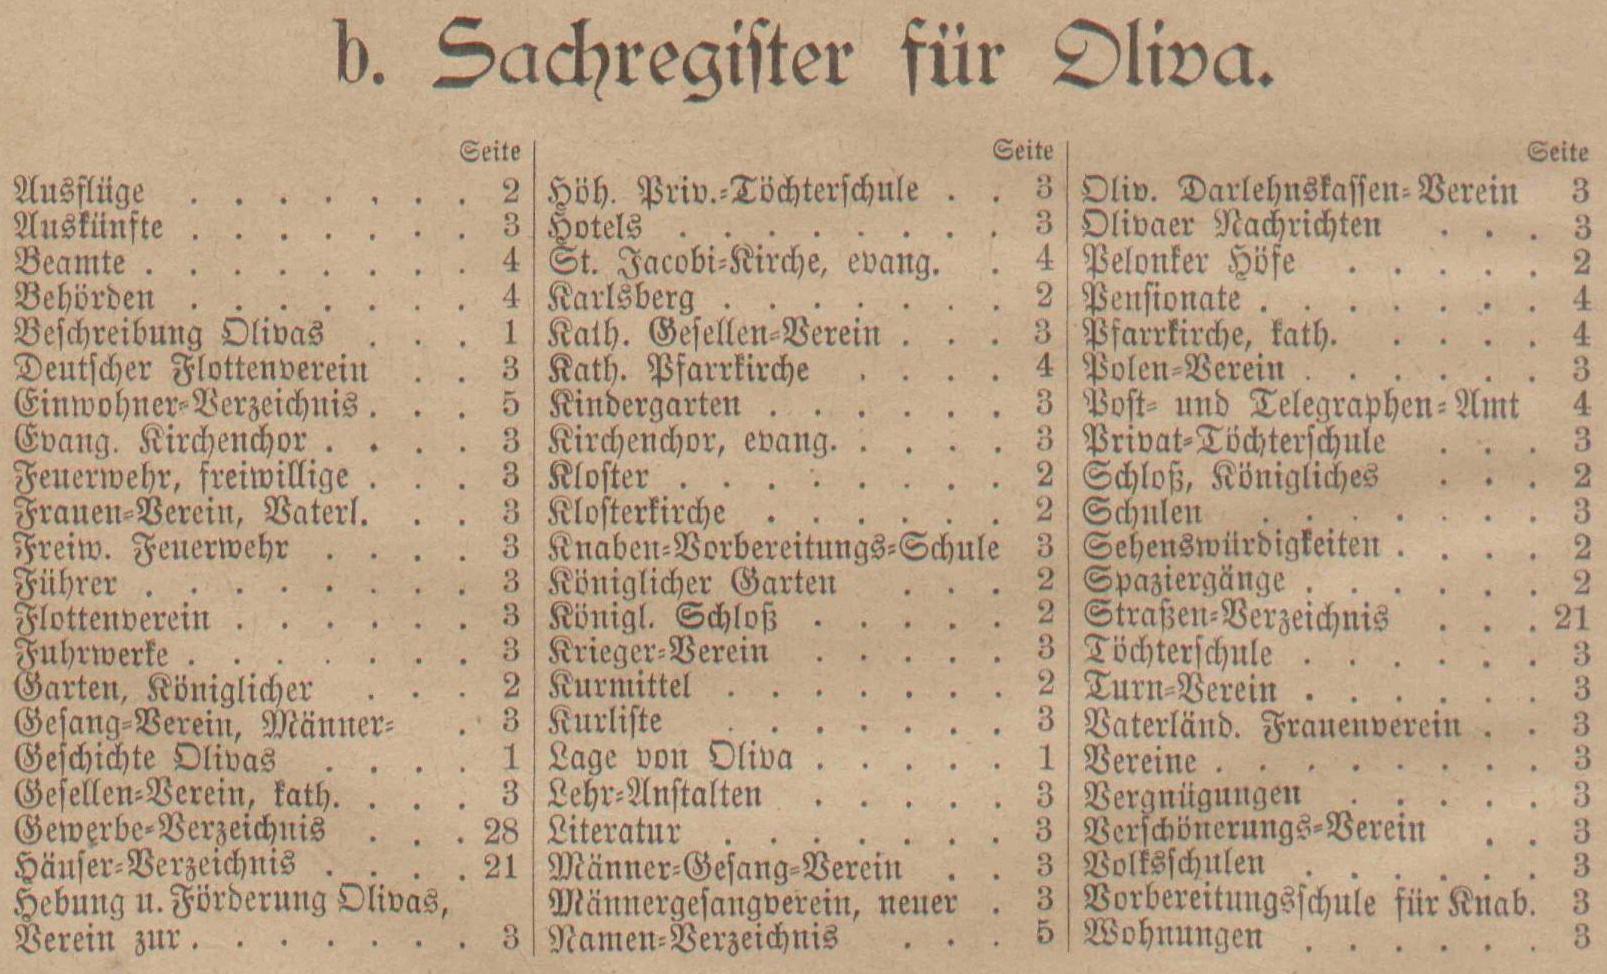 b. Sachregister für Oliva.
Seite
Ausflüge . . . . . . . 2
Auskünfte . . . . . . . 3
Beamte . . . . . . . . 4
Behörden . . . . . . . 4
Beschreibung Olivas . . . 1
Deutscher Flottenverein . . 3
Einwohner-Verzeichnis . . . 5
Evang. Kirchenchor . . . . 3
Feuerwehr, freiwillige . . . 3
Frauen-Verein, Vaterl. . . 3
Freiw. Feuerwehr . . . . 3
Führer . . . . . . . . 3
Flottenverein . . . . . . 3
Fuhrwerke . . . . . . . 3
Garten, Königlicher . . . 2
Gesang-Verein, Männer- . 3
Geschichte Olivas . . . . 1
Gesellen-Verein, kath. . . . 3
Gewerbe-Verzeichnis . . . 28
Häuser-Verzeichnis . . . . 21
Hebung u. Förderung Olivas,
Verein zur . . . . . . . 3
Seite
Höh. Priv.-Töchterschule . . 3
Hotels . . . . . . . . 3
St. Jacobi-Kirche, evang. . 4
Karlsberg . . . . . . . 2
Kath. Gesellen-Verein . . . 3
Kath. Pfarrkirche . . . . 4
Kindergarten . . . . . . 3
Kirchenchor, evang. . . . . 3
Kloster . . . . . . . . 2
Klosterkirche . . . . . . 2
Knaben-Vorbereitungs-Schule 3
Königlicher Garten . . . 2
Königl. Schloß . . . . . 2
Krieger-Verein . . . . . 3
Kurmittel . . . . . . . 2
Kurliste . . . . . . . 3
Lage von Oliva . . . . . 1
Lehr-Anstalten . . . . . 3
Literatur . . . . . . . 3
Männer-Gesang-Verein . . 3
Männergesangverein, neuer . 3
Namen-Verzeichnis . . . 5
Seite
Oliv. Darlehnskassen-Verein 3
Olivaer Nachrichten . . . 3
Pelonker Höfe . . . . . 2
Pensionate . . . . . . . 4
Pfarrkirche, kath. . . . . 4
Polen-Verein . . . . . . 3
Post- und Telegraphen-Amt 4
Privat-Töchterschule . . . 3
Schloß, Königliches . . . 2
Schulen . . . . . . . 3
Sehenswürdigkeiten . . . . 2
Spaziergänge . . . . . . 2
Straßen-Verzeichnis . . . 21
Töchterschule . . . . . . 3
Turn-Verein . . . . . . 3
Vaterländ. Frauenverein . . 3
Vereine . . . . . . . . 3
Vergnügungen . . . . . 3
Verschönerungs-Verein . . 3
Volksschulen . . . . . . 3
Vorbereitungsschule für Knab. 3
Wohnungen . . . . . . 3